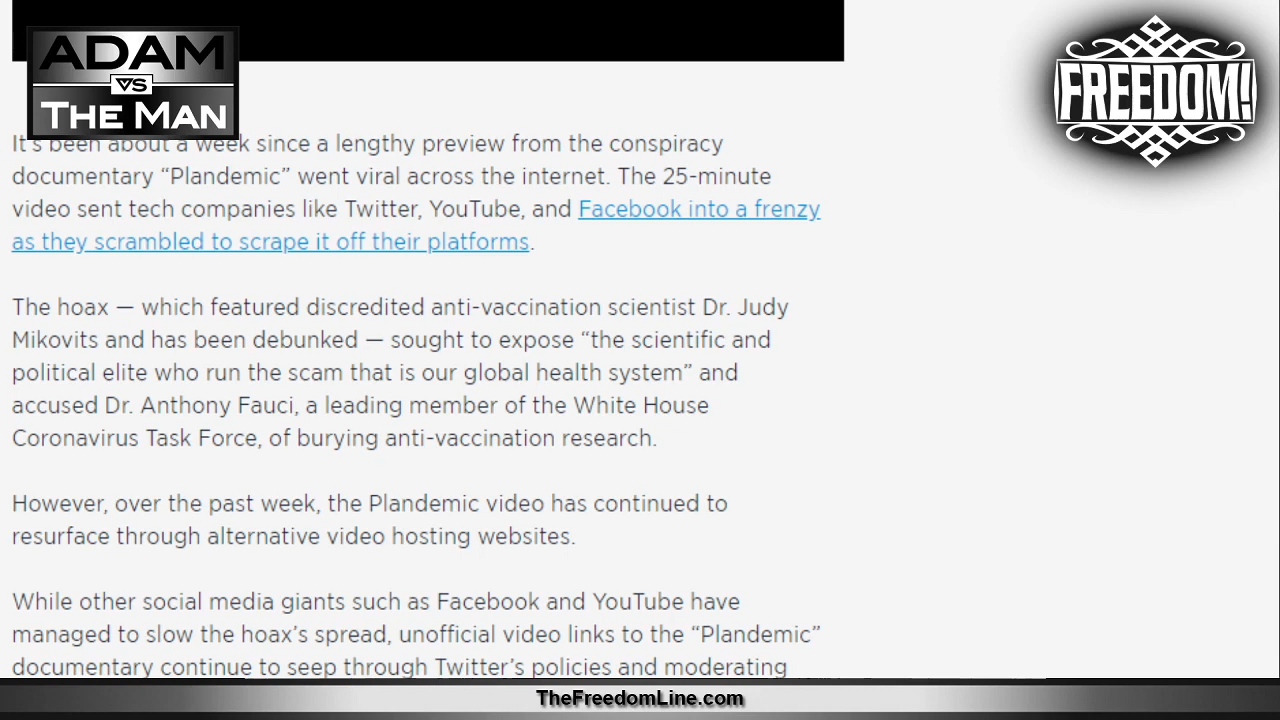 ADAM
VS
THE MAN
FREEDOM!
It's been about a week since a lengthy preview from the conspiracy
documentary “Plandemic” went viral across the internet. The 25-minute
video sent tech companies like Twitter, YouTube, and Facebook into a frenzy
as they scrambled to scrape it off their platforms.
The hoax — which featured discredited anti-vaccination scientist Dr. Judy
Mikovits and has been debunked — sought to expose “the scientific and
political elite who run the scam that is our global health system” and
accused Dr. Anthony Fauci, a leading member of the White House
Coronavirus Task Force, of burying anti-vaccination research.
However, over the past week, the Plandemic video has continued to
resurface through alternative video hosting websites.
While other social media giants such as Facebook and YouTube have
managed to slow the hoax’s spread, unofficial video links to the “Plandemic”
documentary continue to seep through Twitter’s policies and moderating
TheFreedomLine.com